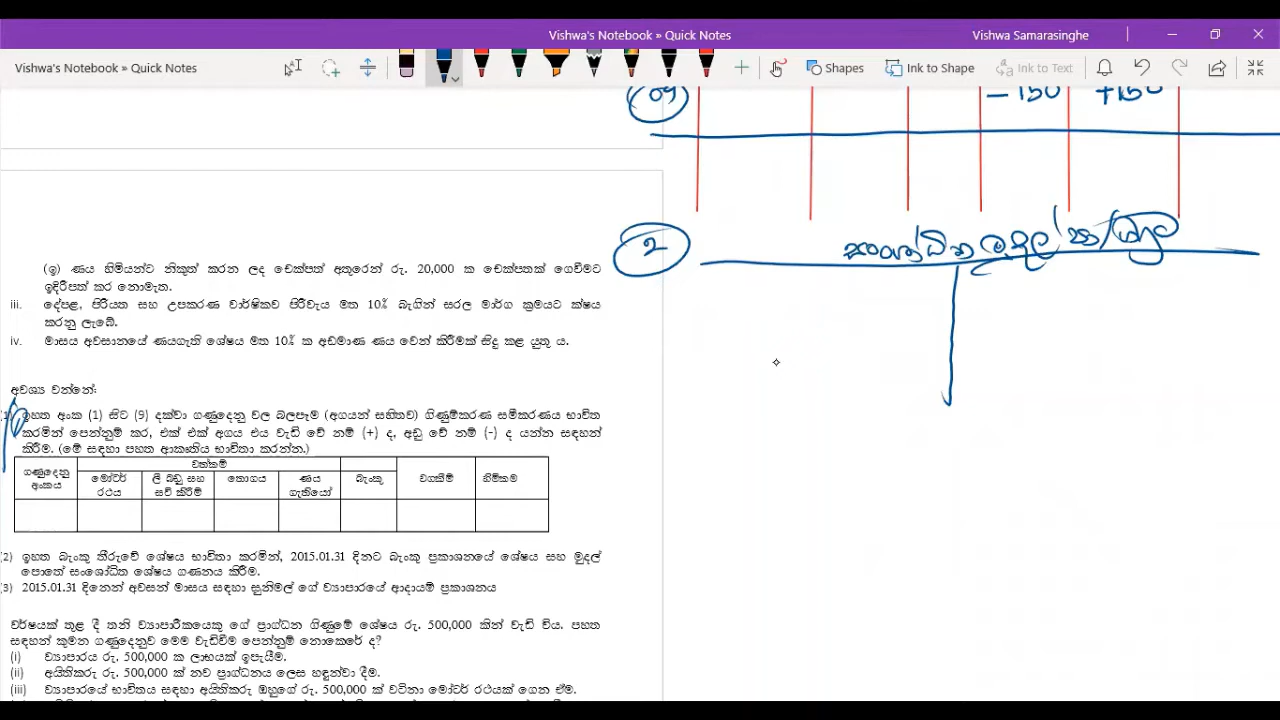 Vishwa's Notebook » Quick Notes
Vishwa Samarasinghe
Vishwa's Notebook » Quick Notes
Shapes
Ink to Shape
Ink to Text
09
- 150 +150
2
සංශෝධිත මුදල් පො/ගිණුම
(ඉ) ණය හිමියන්ට නිකුත් කරන ලද චෙක්පත් අතුරෙන් රු. 20,000 ක චෙක්පතක් ගෙවීමට
ඉදිරිපත් කර නොමැත.
iii. දේපළ, පිරියත සහ උපකරණ වාර්ෂිකව පිරිවැය මත 10% බැගින් සරල මාර්ග ක්‍රමයට ක්ෂය
කරනු ලැබේ.
iv. මාසය අවසානයේ ණයගැති ශේෂය මත 10% ක අඩමාණ ණය වෙන් කිරීමක් සිදු කළ යුතු ය.
අවශ්‍ය වන්නේ:
(1) ඉහත අංක (1) සිට (9) දක්වා ගණුදෙනු වල බලපෑම (අගයන් සහිතව) ගිණුම්කරණ සමීකරණය භාවිත
කරමින් පෙන්නුම් කර, එක් එක් අගය එය වැඩි වේ නම් (+) ද, අඩු වේ නම් (-) ද යන්න සඳහන්
කිරීම. (මේ සඳහා පහත ආකෘතිය භාවිතා කරන්න.)
ගණුදෙනු අංකය
වත්කම්
මෝටර් රථය
ලී බඩු සහ සවි කිරීම්
තොගය
ණය ගැතියෝ
බැංකු
වගකීම්
හිමිකම
(2) ඉහත බැංකු තීරුවේ ශේෂය භාවිතා කරමින්, 2015.01.31 දිනට බැංකු ප්‍රකාශනයේ ශේෂය සහ මුදල්
පොතේ සංශෝධිත ශේෂය ගණනය කිරීම.
(3) 2015.01.31 දිනෙන් අවසන් මාසය සඳහා සුනිමල් ගේ ව්‍යාපාරයේ ආදායම් ප්‍රකාශනය
වර්ෂයක් තුළ දී තනි ව්‍යාපාරිකයෙකු ගේ ප්‍රාග්ධන ගිණුමේ ශේෂය රු. 500,000 කින් වැඩි විය. පහත
සඳහන් කුමන ගණුදෙනුව මෙම වැඩිවීම පෙන්නුම් නොකෙරේ ද?
(i) ව්‍යාපාරය රු. 500,000 ක ලාභයක් ඉපැයීම.
(ii) අයිතිකරු රු. 500,000 ක් නව ප්‍රාග්ධනය ලෙස හඳුන්වා දීම.
(iii) ව්‍යාපාරයේ භාවිතය සඳහා අයිතිකරු ඔහුගේ රු. 500,000 ක් වටිනා මෝටර් රථයක් ගෙන ඒම.